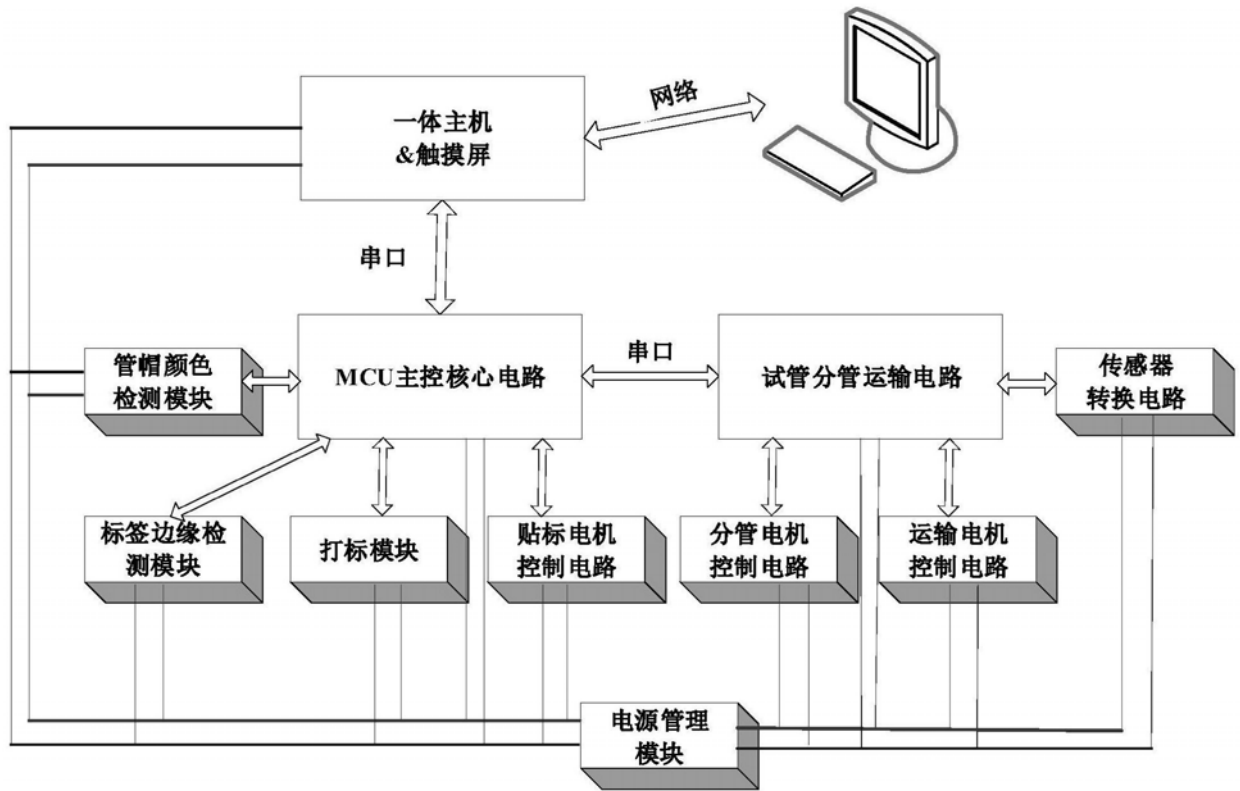 网络
一体主机
&触摸屏
串口
管帽颜色
检测模块
MCU主控核心电路
串口
试管分管运输电路
传感器
转换电路
标签边缘检
测模块
打标模块
贴标电机
控制电路
分管电机
控制电路
运输电机
控制电路
电源管理
模块